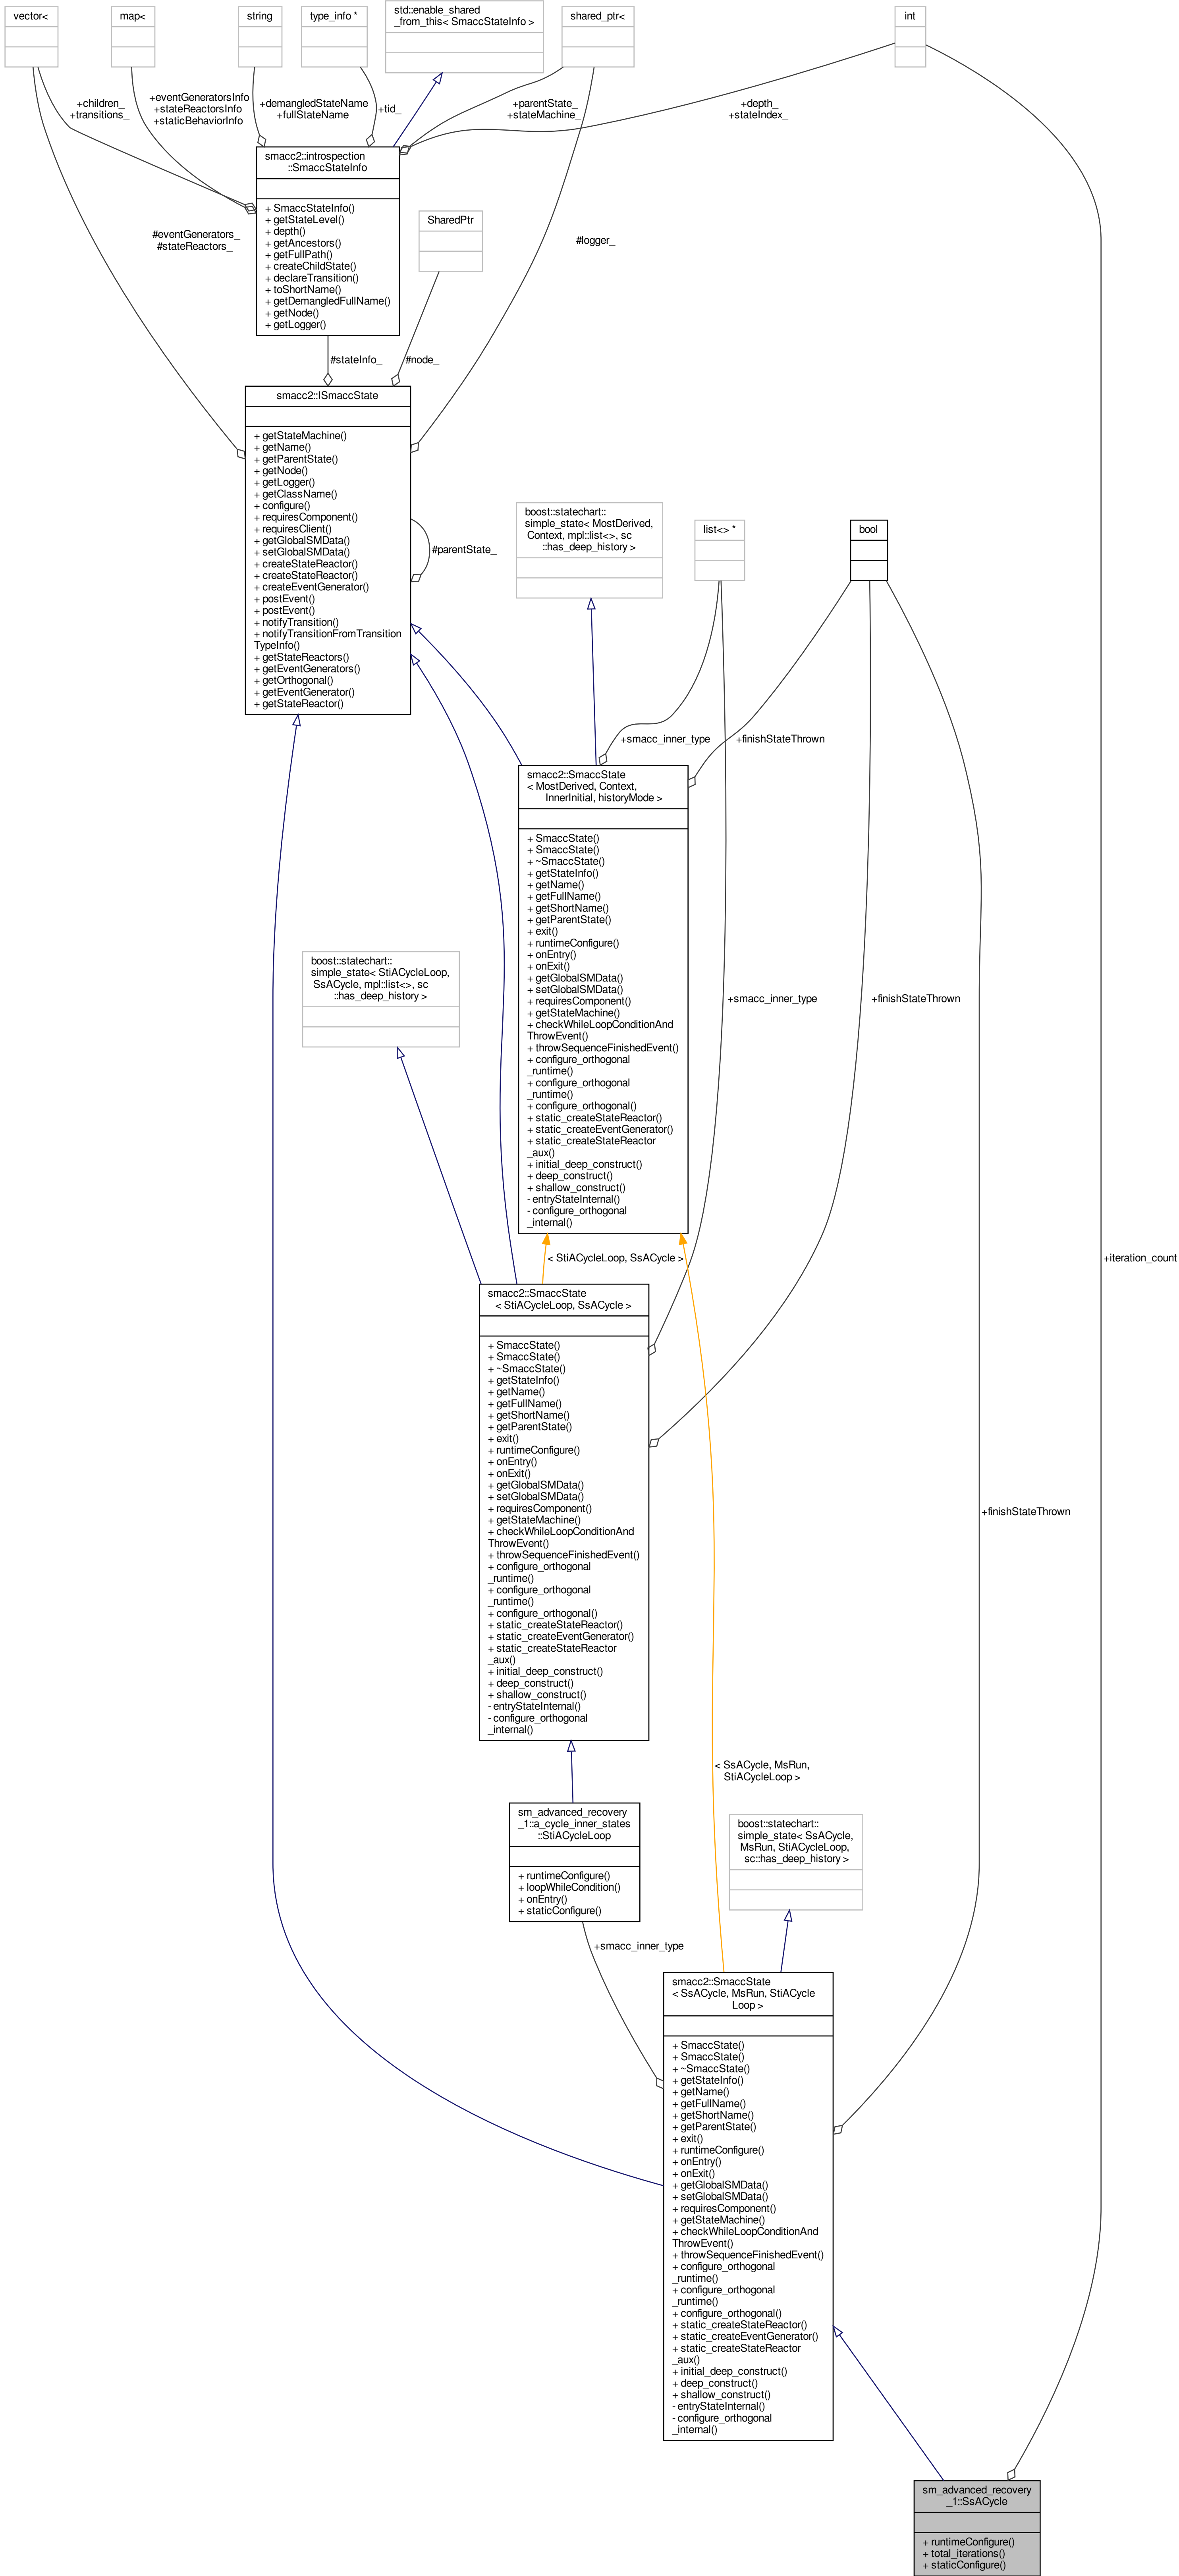 vector<
map<
string
type_info *
std::enable_shared
_from_this< SmaccStateInfo >
shared_ptr<
int
+children_
+transitions_
+eventGeneratorsInfo
+stateReactorsInfo
+staticBehaviorInfo
+demangledStateName
+fullStateName
+tid_
+parentState_
+stateMachine_
+depth_
+stateIndex_
smacc2::introspection
::SmaccStateInfo
+ SmaccStateInfo()
+ getStateLevel()
+ depth()
+ getAncestors()
+ getFullPath()
+ createChildState()
+ declareTransition()
+ toShortName()
+ getDemangledFullName()
+ getNode()
+ getLogger()
SharedPtr
#eventGenerators_
#stateReactors_
#logger_
#stateInfo_
#node_
smacc2::ISmaccState
+ getStateMachine()
+ getName()
+ getParentState()
+ getNode()
+ getLogger()
+ getClassName()
+ configure()
+ requiresComponent()
+ requiresClient()
+ getGlobalSMData()
+ setGlobalSMData()
+ createStateReactor()
+ createStateReactor()
+ createEventGenerator()
+ postEvent()
+ postEvent()
+ notifyTransition()
+ notifyTransitionFromTransition
TypeInfo()
+ getStateReactors()
+ getEventGenerators()
+ getOrthogonal()
+ getEventGenerator()
+ getStateReactor()
#parentState_
boost::statechart::
simple_state< MostDerived,
Context, mpl::list<>, sc
::has_deep_history >
list<> *
bool
+smacc_inner_type
+finishStateThrown
smacc2::SmaccState
< MostDerived, Context,
InnerInitial, historyMode >
+ SmaccState()
+ SmaccState()
+ ~SmaccState()
+ getStateInfo()
+ getName()
+ getFullName()
+ getShortName()
+ getParentState()
+ exit()
+ runtimeConfigure()
+ onEntry()
+ onExit()
+ getGlobalSMData()
+ setGlobalSMData()
+ requiresComponent()
+ getStateMachine()
+ checkWhileLoopConditionAnd
ThrowEvent()
+ throwSequenceFinishedEvent()
+ configure_orthogonal
_runtime()
+ configure_orthogonal
_runtime()
+ configure_orthogonal()
+ static_createStateReactor()
+ static_createEventGenerator()
+ static_createStateReactor
_aux()
+ initial_deep_construct()
+ deep_construct()
+ shallow_construct()
- entryStateInternal()
- configure_orthogonal
_internal()
boost::statechart::
simple_state< StiACycleLoop,
SsACycle, mpl::list<>, sc
::has_deep_history >
+smacc_inner_type
+finishStateThrown
< StiACycleLoop, SsACycle >
+iteration_count
smacc2::SmaccState
< StiACycleLoop, SsACycle >
+ SmaccState()
+ SmaccState()
+ ~SmaccState()
+ getStateInfo()
+ getName()
+ getFullName()
+ getShortName()
+ getParentState()
+ exit()
+ runtimeConfigure()
+ onEntry()
+ onExit()
+ getGlobalSMData()
+ setGlobalSMData()
+ requiresComponent()
+ getStateMachine()
+ checkWhileLoopConditionAnd
ThrowEvent()
+ throwSequenceFinishedEvent()
+ configure_orthogonal
_runtime()
+ configure_orthogonal
_runtime()
+ configure_orthogonal()
+ static_createStateReactor()
+ static_createEventGenerator()
+ static_createStateReactor
_aux()
+ initial_deep_construct()
+ deep_construct()
+ shallow_construct()
- entryStateInternal()
- configure_orthogonal
_internal()
+finishStateThrown
< SsACycle, MsRun,
StiACycleLoop >
sm_advanced_recovery
_1::a_cycle_inner_states
::StiACycleLoop
+ runtimeConfigure()
+ loopWhileCondition()
+ onEntry()
+ staticConfigure()
boost::statechart::
simple_state< SsACycle,
MsRun, StiACycleLoop,
sc::has_deep_history >
+smacc_inner_type
smacc2::SmaccState
< SsACycle, MsRun, StiACycle
Loop >
+ SmaccState()
+ SmaccState()
+ ~SmaccState()
+ getStateInfo()
+ getName()
+ getFullName()
+ getShortName()
+ getParentState()
+ exit()
+ runtimeConfigure()
+ onEntry()
+ onExit()
+ getGlobalSMData()
+ setGlobalSMData()
+ requiresComponent()
+ getStateMachine()
+ checkWhileLoopConditionAnd
ThrowEvent()
+ throwSequenceFinishedEvent()
+ configure_orthogonal
_runtime()
+ configure_orthogonal
_runtime()
+ configure_orthogonal()
+ static_createStateReactor()
+ static_createEventGenerator()
+ static_createStateReactor
_aux()
+ initial_deep_construct()
+ deep_construct()
+ shallow_construct()
- entryStateInternal()
- configure_orthogonal
_internal()
sm_advanced_recovery
_1::SsACycle
+ runtimeConfigure()
+ total_iterations()
+ staticConfigure()